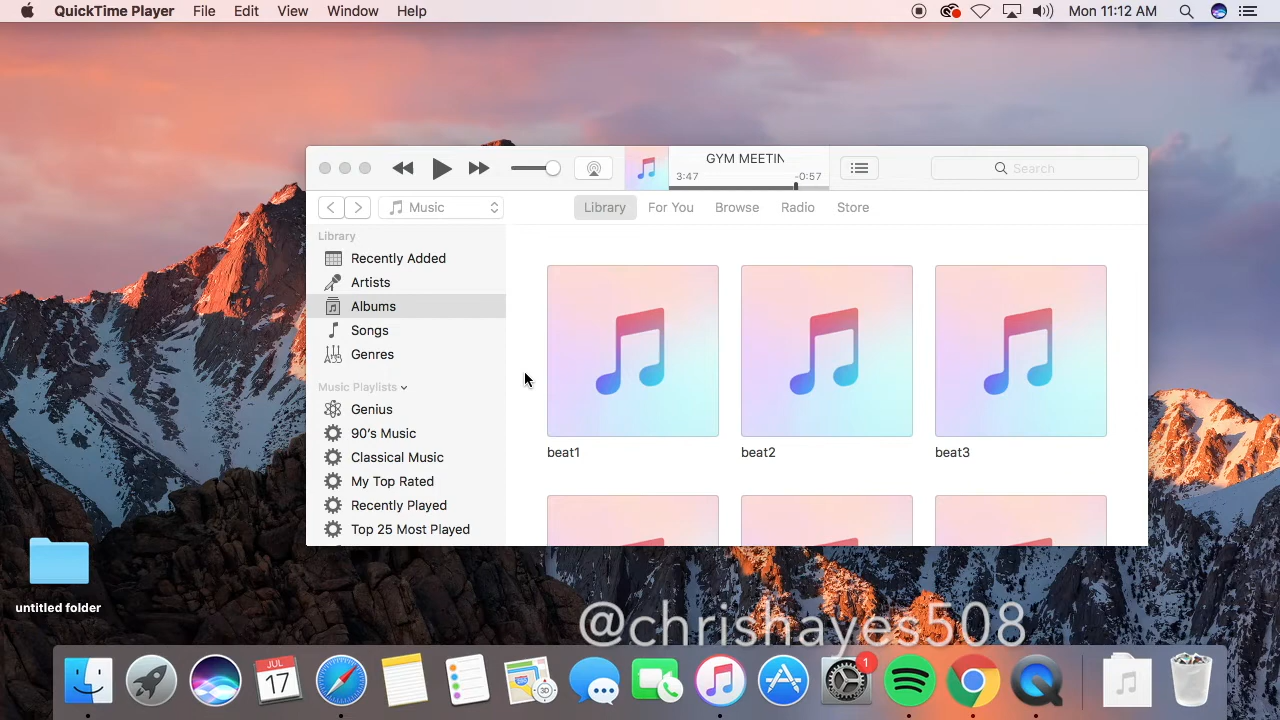 QuickTime Player File Edit View Window Help Mon 11:12 AM
GYM MEETIN
3:47 -0:57
Search
Music
Library For You Browse Radio Store
Library
Recently Added
Artists
Albums
Songs
Genres
Music Playlists
Genius
90's Music
Classical Music
My Top Rated
Recently Played
Top 25 Most Played
beat1 beat2 beat3
untitled folder
@chrishayes508
JUL
17
3D
1